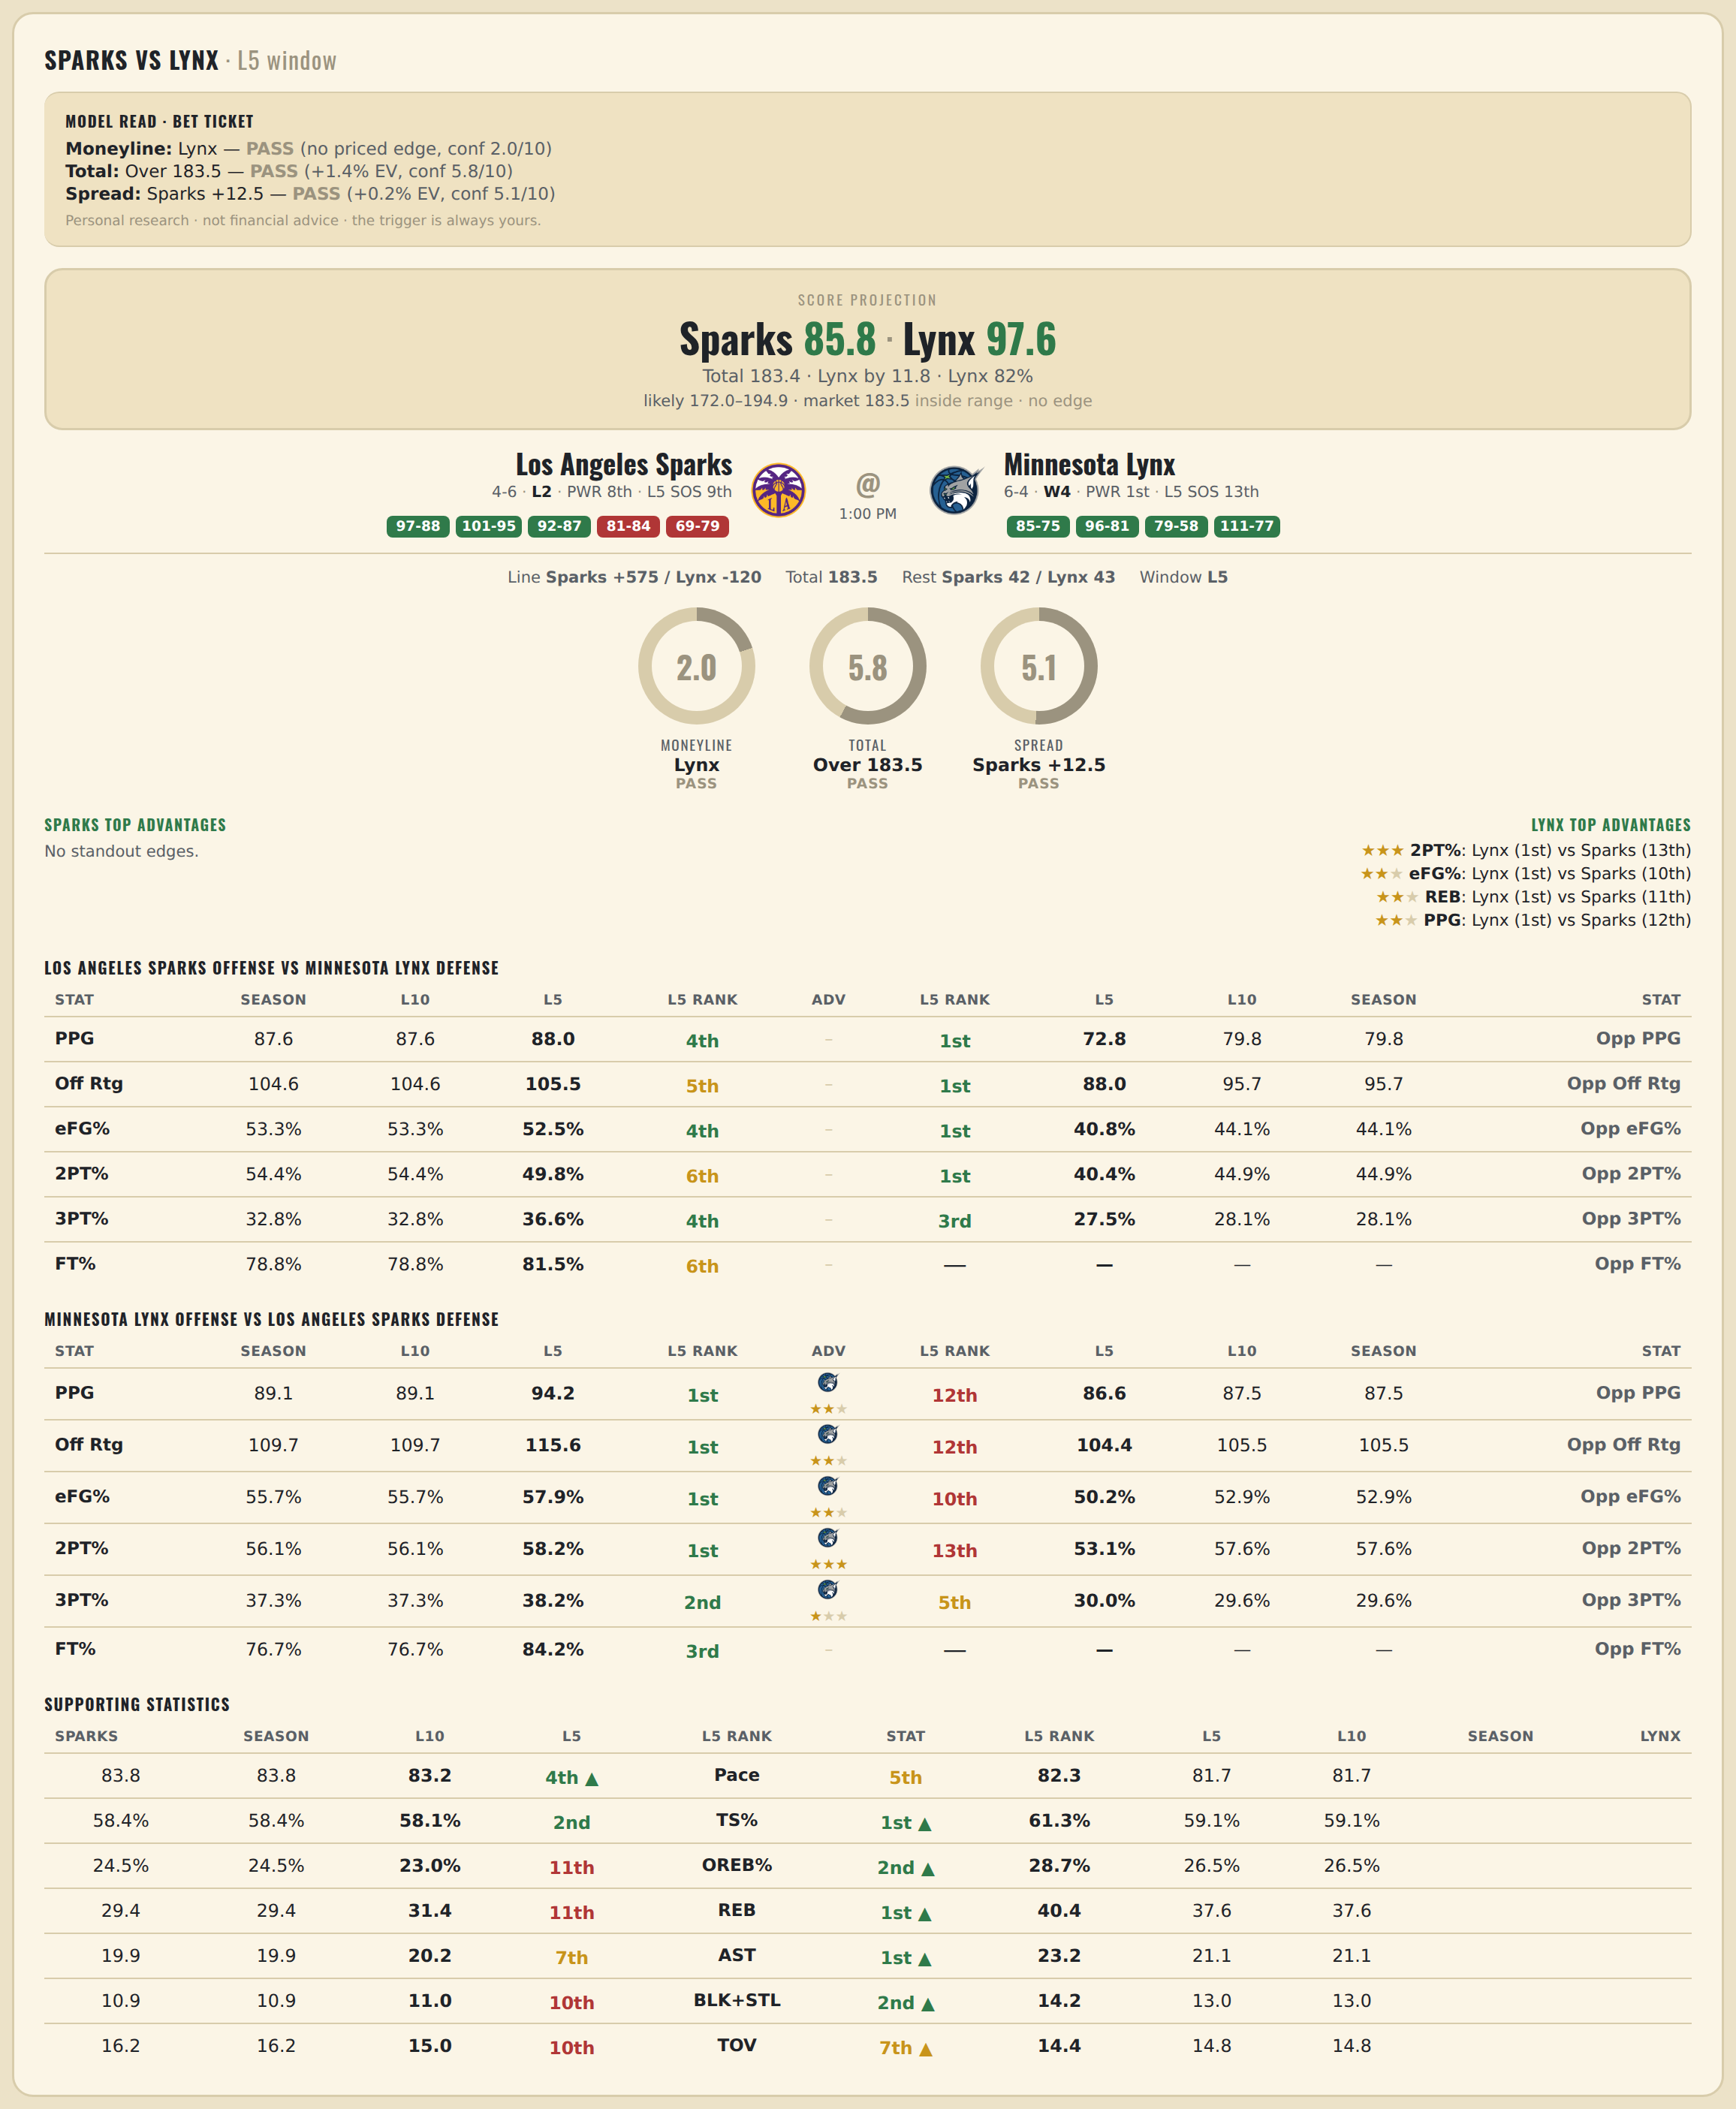 SPARKS VS LYNX · L5 window
MODEL READ · BET TICKET
Moneyline: Lynx — PASS (no priced edge, conf 2.0/10)
Total: Over 183.5 — PASS (+1.4% EV, conf 5.8/10)
Spread: Sparks +12.5 — PASS (+0.2% EV, conf 5.1/10)
Personal research · not financial advice · the trigger is always yours.
SCORE PROJECTION
Sparks 85.8 · Lynx 97.6
Total 183.4 · Lynx by 11.8 · Lynx 82%
likely 172.0–194.9 · market 183.5 inside range · no edge
Los Angeles Sparks
4-6 · L2 · PWR 8th · L5 SOS 9th
97-88 101-95 92-87 81-84 69-79
LA
@
1:00 PM
Minnesota Lynx
6-4 · W4 · PWR 1st · L5 SOS 13th
85-75 96-81 79-58 111-77
Line Sparks +575 / Lynx -120 Total 183.5 Rest Sparks 42 / Lynx 43 Window L5
2.0 5.8 5.1
MONEYLINE TOTAL SPREAD
Lynx Over 183.5 Sparks +12.5
PASS PASS PASS
SPARKS TOP ADVANTAGES
No standout edges.
LYNX TOP ADVANTAGES
★★★ 2PT%: Lynx (1st) vs Sparks (13th)
★★★ eFG%: Lynx (1st) vs Sparks (10th)
★★★ REB: Lynx (1st) vs Sparks (11th)
★★★ PPG: Lynx (1st) vs Sparks (12th)
LOS ANGELES SPARKS OFFENSE VS MINNESOTA LYNX DEFENSE
STAT SEASON L10 L5 L5 RANK ADV L5 RANK L5 L10 SEASON STAT
PPG 87.6 87.6 88.0 4th – 1st 72.8 79.8 79.8 Opp PPG
Off Rtg 104.6 104.6 105.5 5th – 1st 88.0 95.7 95.7 Opp Off Rtg
eFG% 53.3% 53.3% 52.5% 4th – 1st 40.8% 44.1% 44.1% Opp eFG%
2PT% 54.4% 54.4% 49.8% 6th – 1st 40.4% 44.9% 44.9% Opp 2PT%
3PT% 32.8% 32.8% 36.6% 4th – 3rd 27.5% 28.1% 28.1% Opp 3PT%
FT% 78.8% 78.8% 81.5% 6th – — — — — Opp FT%
MINNESOTA LYNX OFFENSE VS LOS ANGELES SPARKS DEFENSE
STAT SEASON L10 L5 L5 RANK ADV L5 RANK L5 L10 SEASON STAT
PPG 89.1 89.1 94.2 1st ★★★ 12th 86.6 87.5 87.5 Opp PPG
Off Rtg 109.7 109.7 115.6 1st ★★★ 12th 104.4 105.5 105.5 Opp Off Rtg
eFG% 55.7% 55.7% 57.9% 1st ★★★ 10th 50.2% 52.9% 52.9% Opp eFG%
2PT% 56.1% 56.1% 58.2% 1st ★★★ 13th 53.1% 57.6% 57.6% Opp 2PT%
3PT% 37.3% 37.3% 38.2% 2nd ★★★ 5th 30.0% 29.6% 29.6% Opp 3PT%
FT% 76.7% 76.7% 84.2% 3rd – — — — — Opp FT%
SUPPORTING STATISTICS
SPARKS SEASON L10 L5 L5 RANK STAT L5 RANK L5 L10 SEASON LYNX
83.8 83.8 83.2 4th ▲ Pace 5th 82.3 81.7 81.7
58.4% 58.4% 58.1% 2nd TS% 1st ▲ 61.3% 59.1% 59.1%
24.5% 24.5% 23.0% 11th OREB% 2nd ▲ 28.7% 26.5% 26.5%
29.4 29.4 31.4 11th REB 1st ▲ 40.4 37.6 37.6
19.9 19.9 20.2 7th AST 1st ▲ 23.2 21.1 21.1
10.9 10.9 11.0 10th BLK+STL 2nd ▲ 14.2 13.0 13.0
16.2 16.2 15.0 10th TOV 7th ▲ 14.4 14.8 14.8